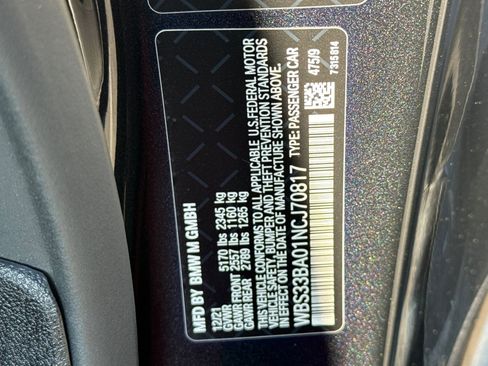 MFD BY BMW M GMBH
12/21
GVWR 5170 lbs 2345 kg
GAWR FRONT 2557 lbs 1160 kg
GAWR REAR 2789 lbs 1265 kg
THIS VEHICLE CONFORMS TO ALL APPLICABLE U.S. FEDERAL MOTOR
VEHICLE SAFETY, BUMPER AND THEFT PREVENTION STANDARDS
IN EFFECT ON THE DATE OF MANUFACTURE SHOWN ABOVE.
WBS33BA01NCJ70817 TYPE: PASSENGER CAR
475/9
7315814